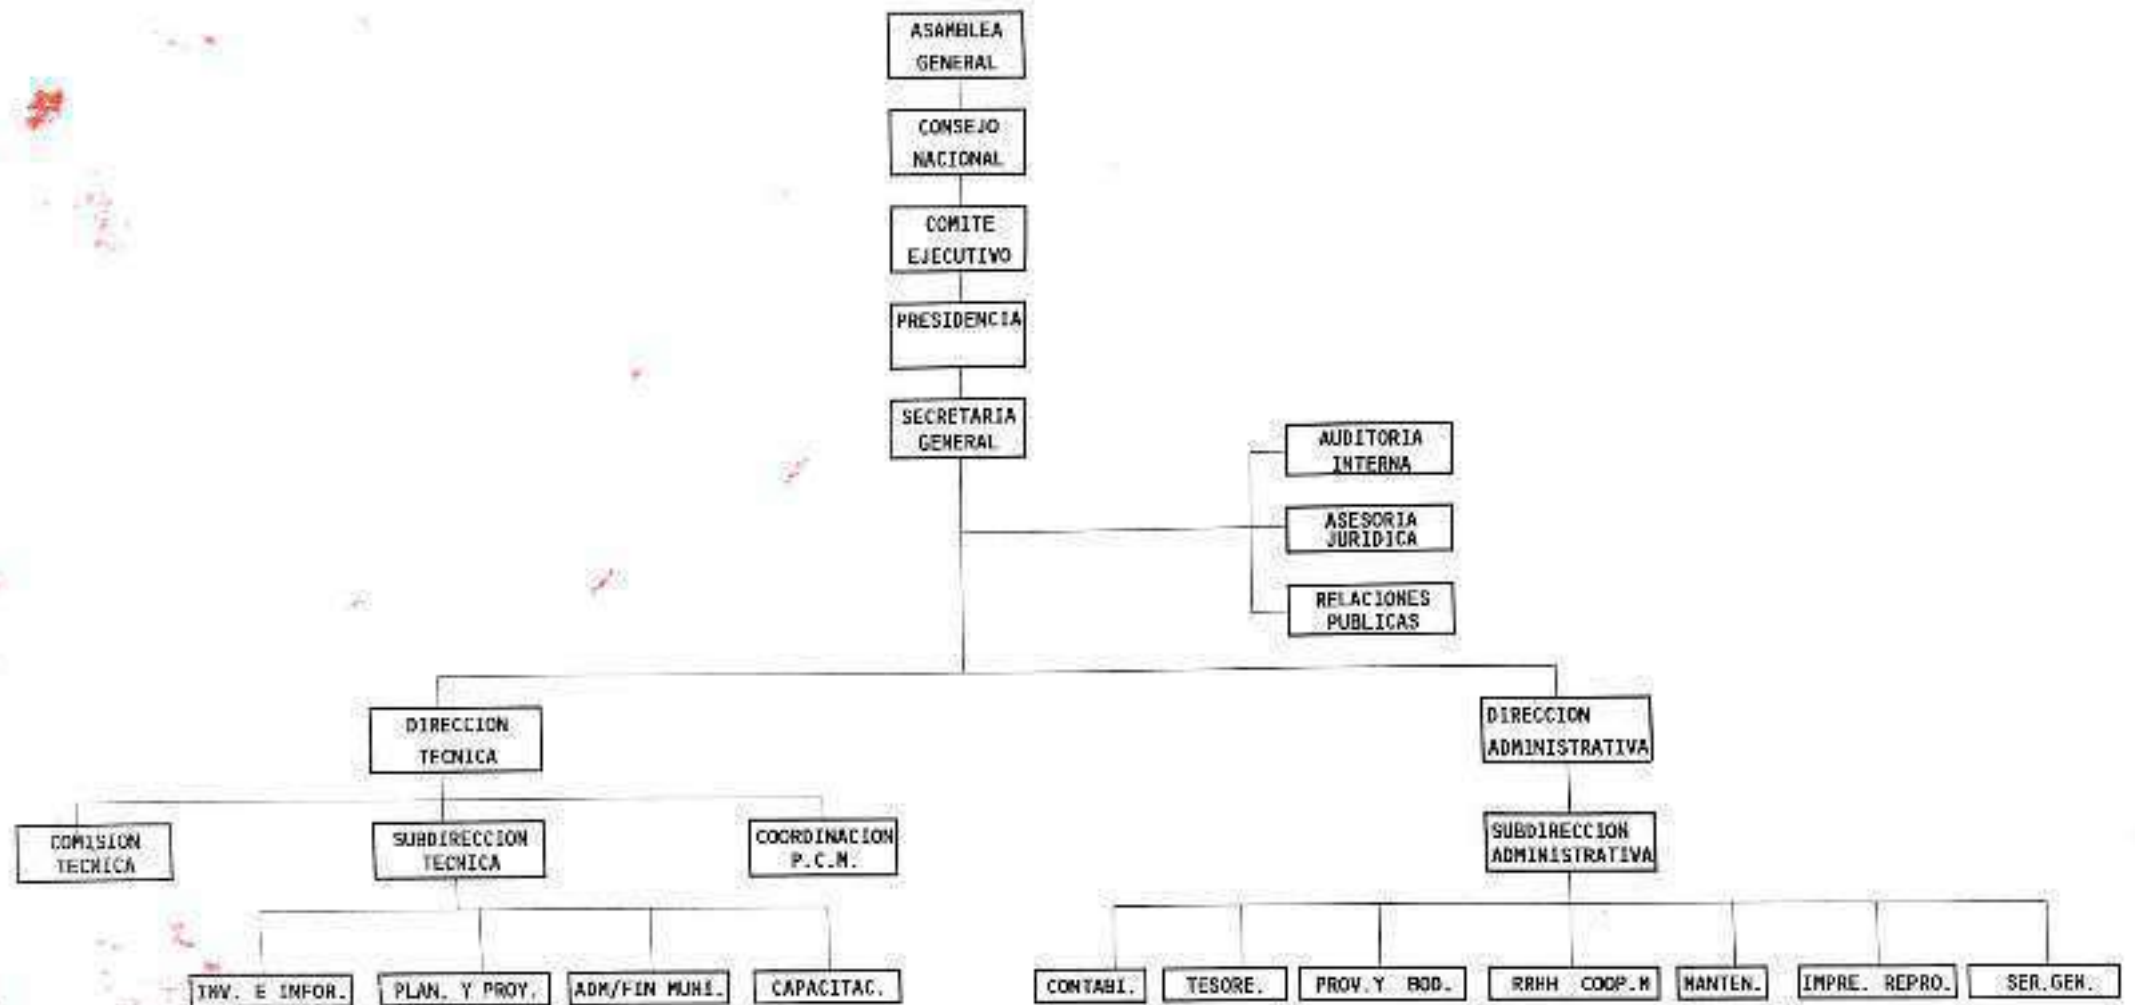 ASAMBLEA
GENERAL
CONSEJO
NACIONAL
COMITE
EJECUTIVO
PRESIDENCIA
SECRETARIA
GENERAL
AUDITORIA
INTERNA
ASESORIA
JURIDICA
RELACIONES
PUBLICAS
DIRECCION
TECNICA
DIRECCION
ADMINISTRATIVA
COMISION
TECNICA
SUBDIRECCION
TECNICA
COORDINACION
P.C.M.
SUBDIRECCION
ADMINISTRATIVA
INV. E INFOR.
PLAN. Y PROY.
ADM/FIN MUNI.
CAPACITAC.
CONTABI.
TESORE.
PROV.Y BOD.
RRHH COOP.M
MANTEN.
IMPRE. REPRO.
SER.GEN.